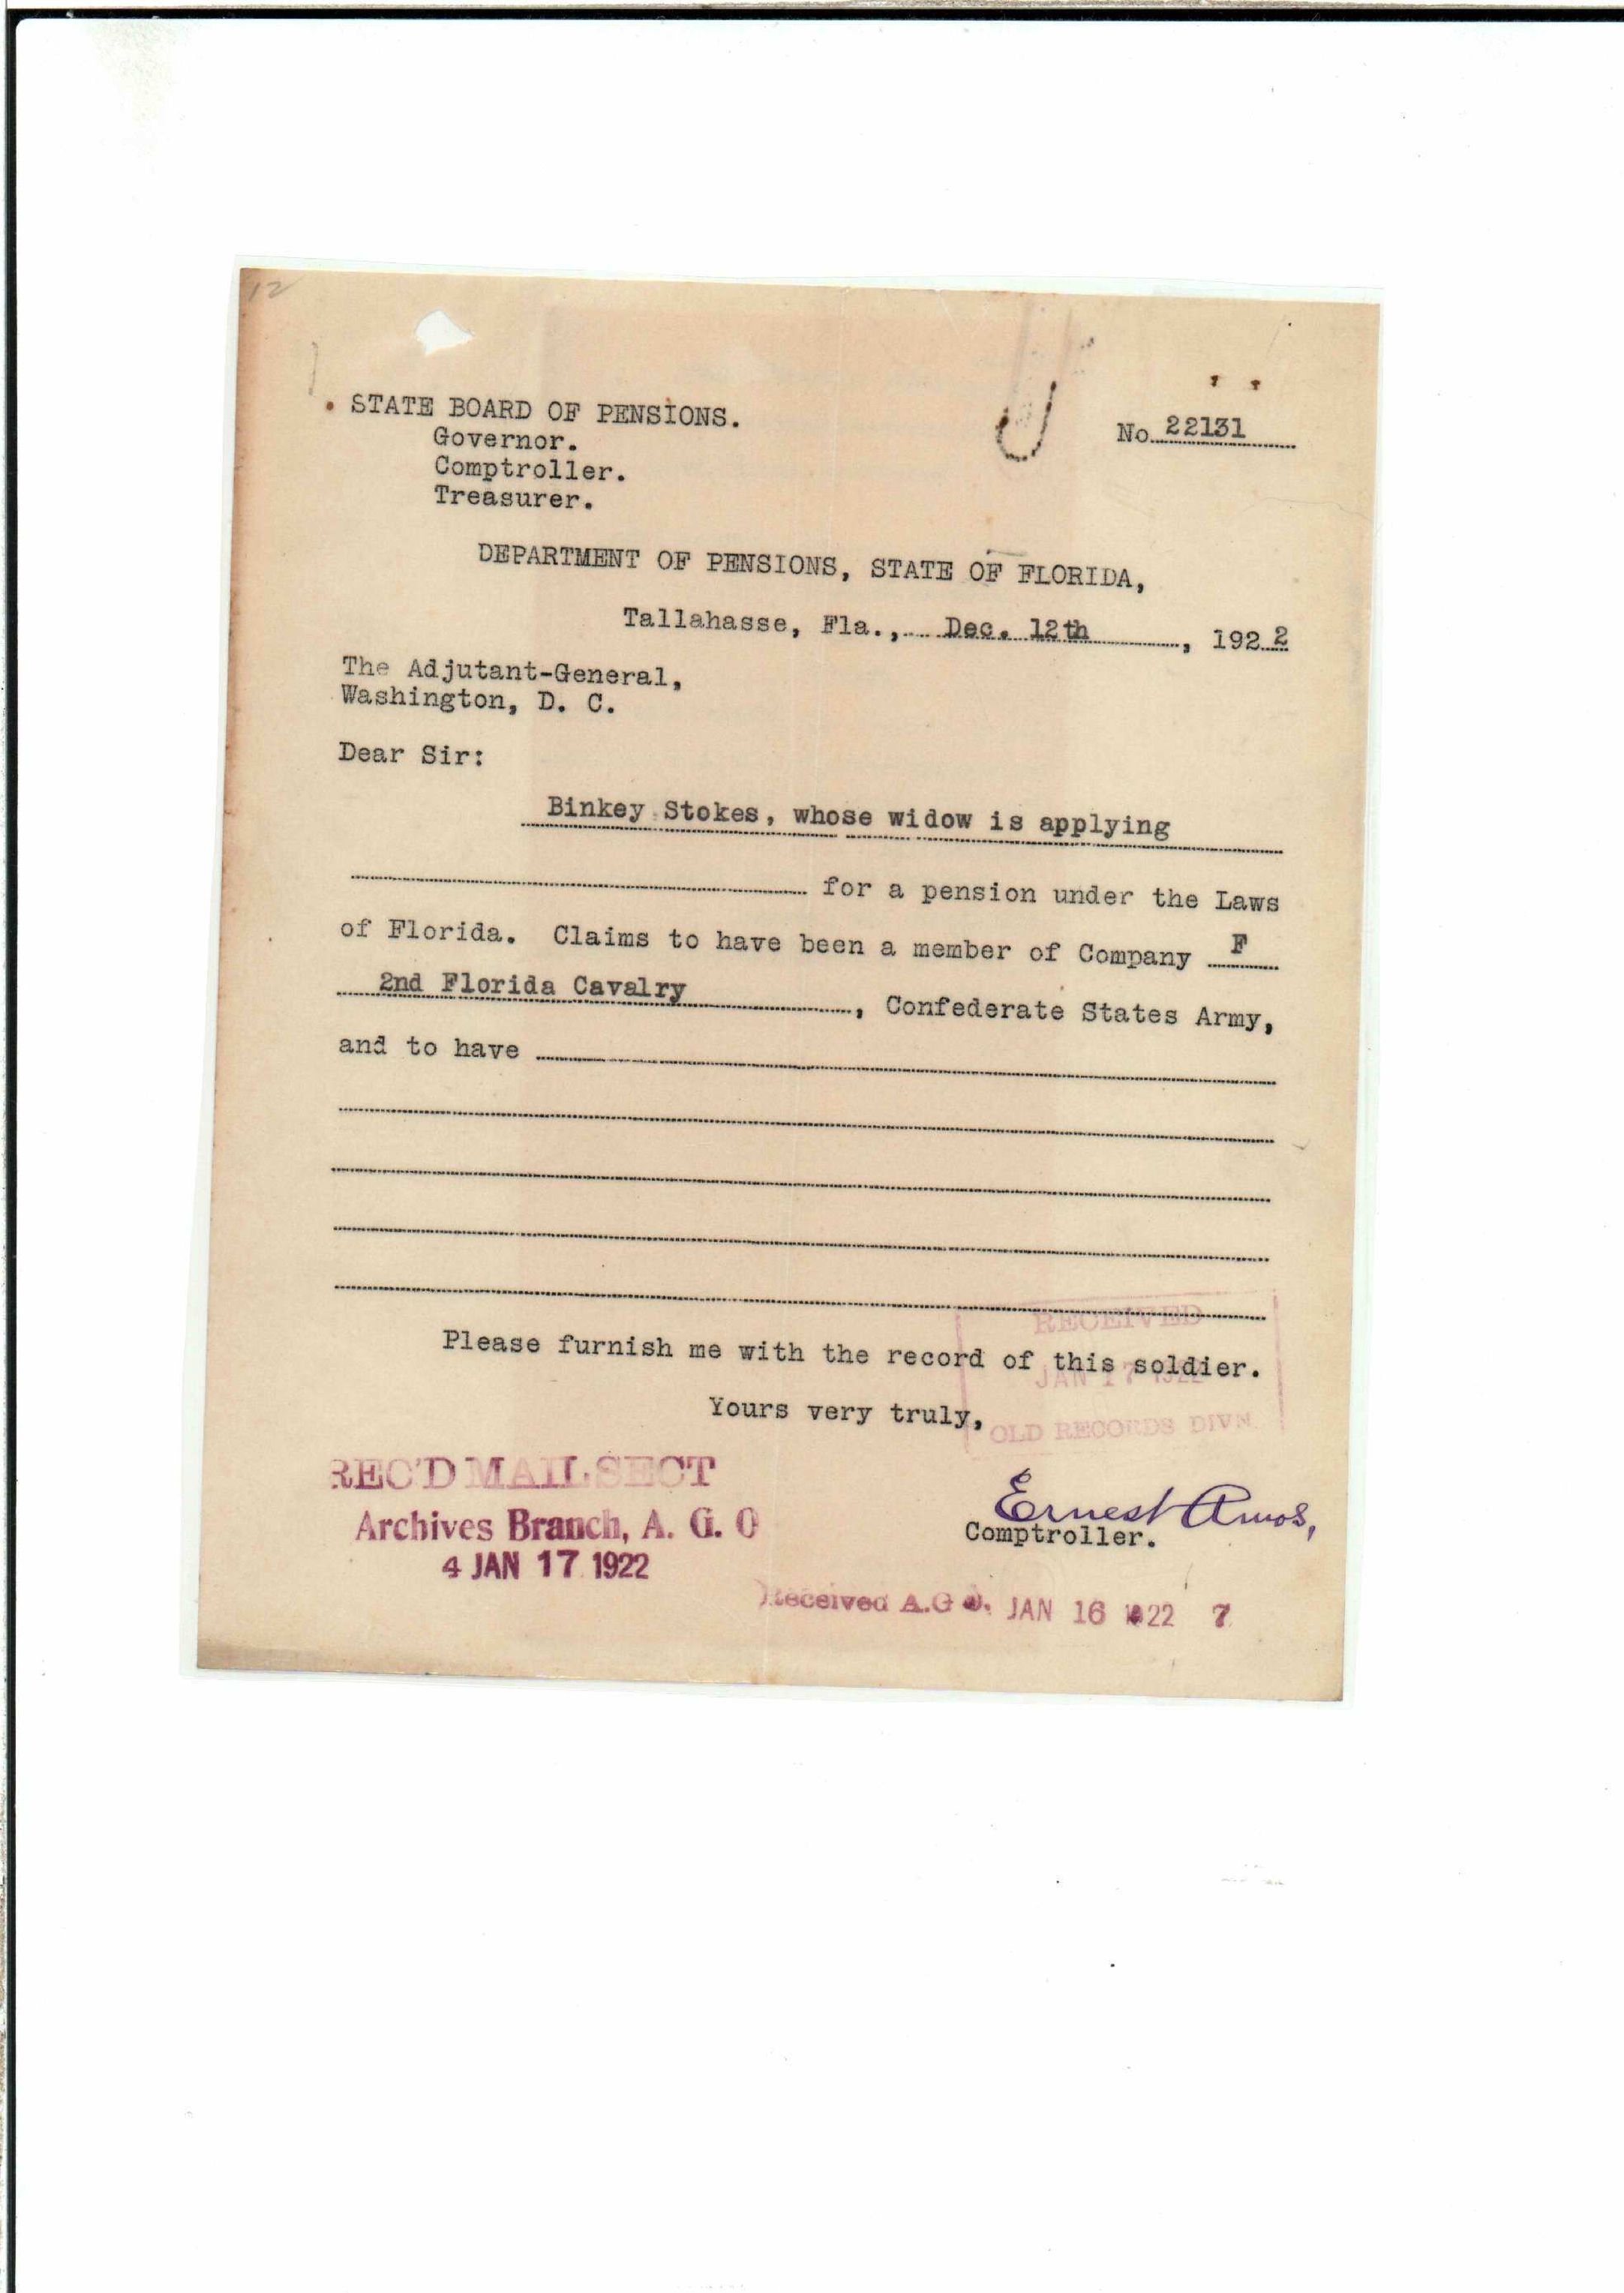 12
STATE BOARD OF PENSIONS.
Governor.
Comptroller.
Treasurer.
No. 22131
DEPARTMENT OF PENSIONS, STATE OF FLORIDA,
Tallahasse, Fla., Dec. 12th, 1922
The Adjutant-General,
Washington, D. C.
Dear Sir:
Binkey Stokes, whose widow is applying
for a pension under the Laws
of Florida. Claims to have been a member of Company F
2nd Florida Cavalry, Confederate States Army,
and to have
RECEIVED
Please furnish me with the record of this soldier.
JAN 17 1922
Yours very truly,
OLD RECORDS DIVN.
REC'D MAIL SECT
Archives Branch, A. G. O
4 JAN 17 1922
Ernest Amos,
Comptroller.
Received A.G.O. JAN 16 1922 7